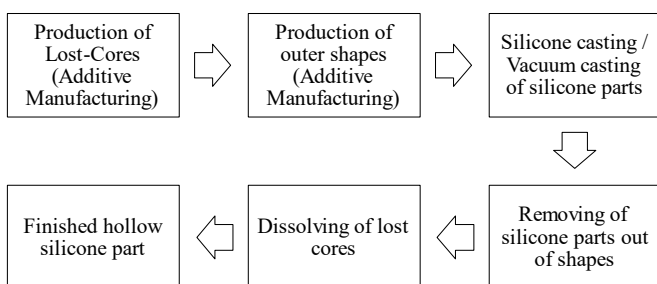 Production of
Lost-Cores
(Additive
Manufacturing)
Production of
outer shapes
(Additive
Manufacturing)
Silicone casting /
Vacuum casting
of silicone parts
Removing of
silicone parts out
of shapes
Dissolving of lost
cores
Finished hollow
silicone part